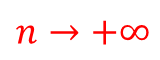 n → +∞